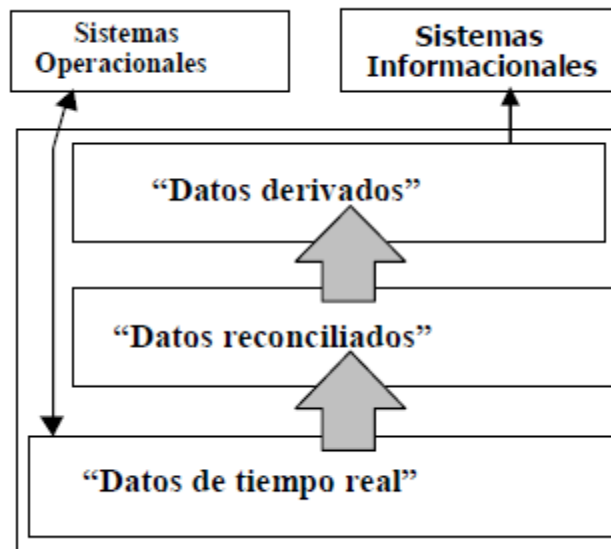 Sistemas
Operacionales
Sistemas
Informacionales
“Datos derivados”
“Datos reconciliados”
“Datos de tiempo real”